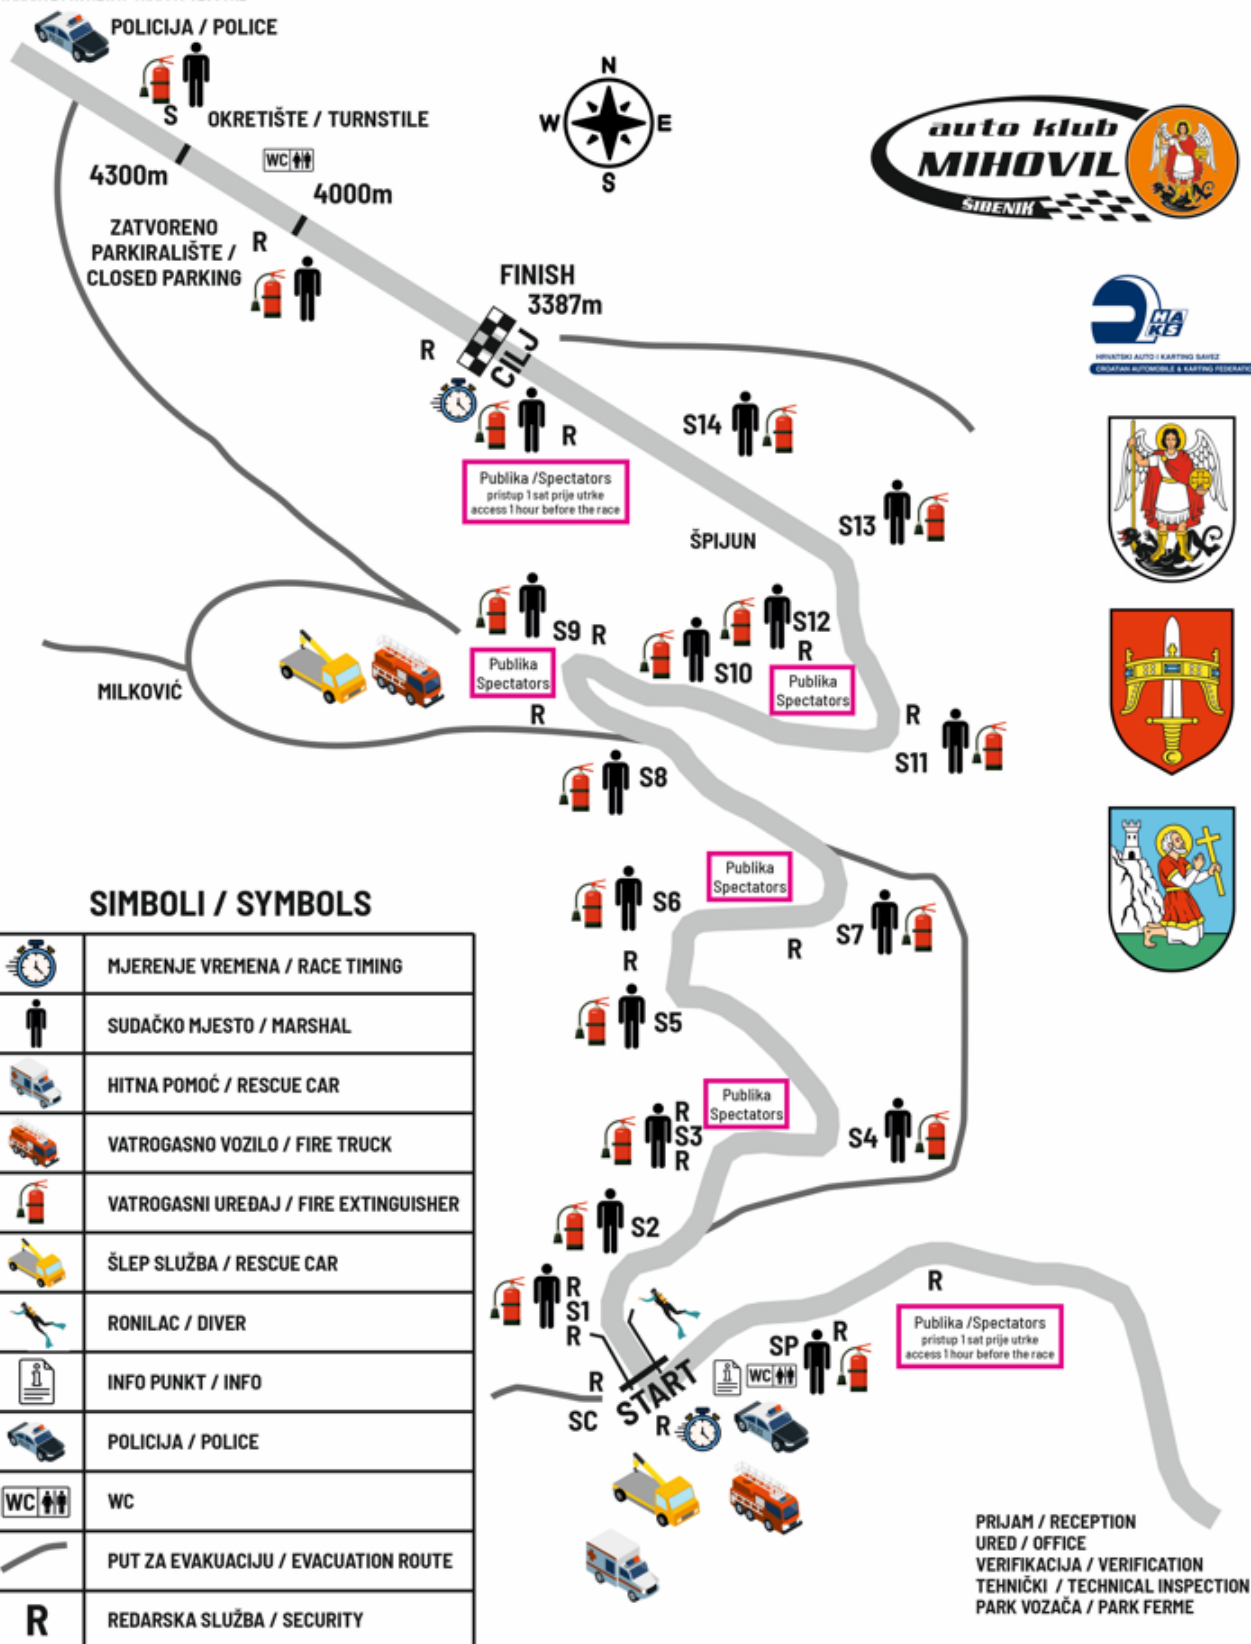 POLICIJA / POLICE
S
OKRETIŠTE / TURNSTILE
WC
4300m
4000m
ZATVORENO
PARKIRALIŠTE /
CLOSED PARKING
R
N
W
E
S
auto klub
MIHOVIL
ŠIBENIK
FINISH
3387m
CILJ
R
HAKS
HRVATSKI AUTO I KARTING SAVEZ
CROATIAN AUTOMOBILE & KARTING FEDERATION
R
S14
Publika /Spectators
pristup 1 sat prije utrke
access 1 hour before the race
S13
ŠPIJUN
S9
R
S12
R
S10
Publika
Spectators
Publika
Spectators
MILKOVIĆ
R
R
S11
S8
Publika
Spectators
S6
S7
R
R
S5
Publika
Spectators
R
S3
R
S4
S2
R
S1
R
R
Publika /Spectators
pristup 1 sat prije utrke
access 1 hour before the race
SP
R
WC
R
START
SC
R
SIMBOLI / SYMBOLS
MJERENJE VREMENA / RACE TIMING
SUDAČKO MJESTO / MARSHAL
HITNA POMOĆ / RESCUE CAR
VATROGASNO VOZILO / FIRE TRUCK
VATROGASNI UREĐAJ / FIRE EXTINGUISHER
ŠLEP SLUŽBA / RESCUE CAR
RONILAC / DIVER
INFO PUNKT / INFO
POLICIJA / POLICE
WC WC
PUT ZA EVAKUACIJU / EVACUATION ROUTE
R REDARSKA SLUŽBA / SECURITY
PRIJAM / RECEPTION
URED / OFFICE
VERIFIKACIJA / VERIFICATION
TEHNIČKI / TECHNICAL INSPECTION
PARK VOZAČA / PARK FERME